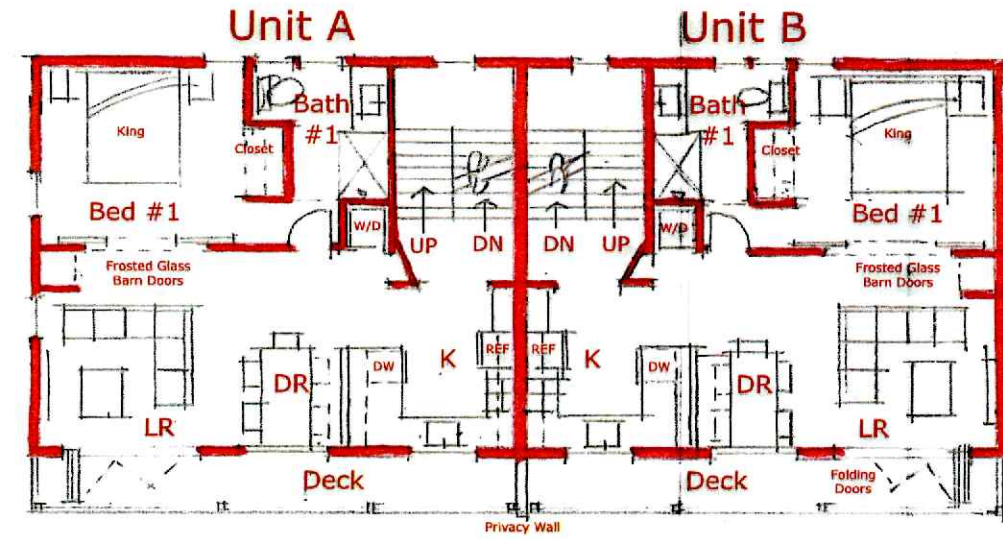 Unit A
Unit B
King
Bath
#1
Closet
Bed #1
W/D
UP
DN
Frosted Glass
Barn Doors
REF
K
DW
DR
LR
Deck
DN
UP
Bath
#1
Closet
King
Bed #1
W/D
Frosted Glass
Barn Doors
REF
K
DW
DR
LR
Deck
Folding
Doors
Privacy Wall